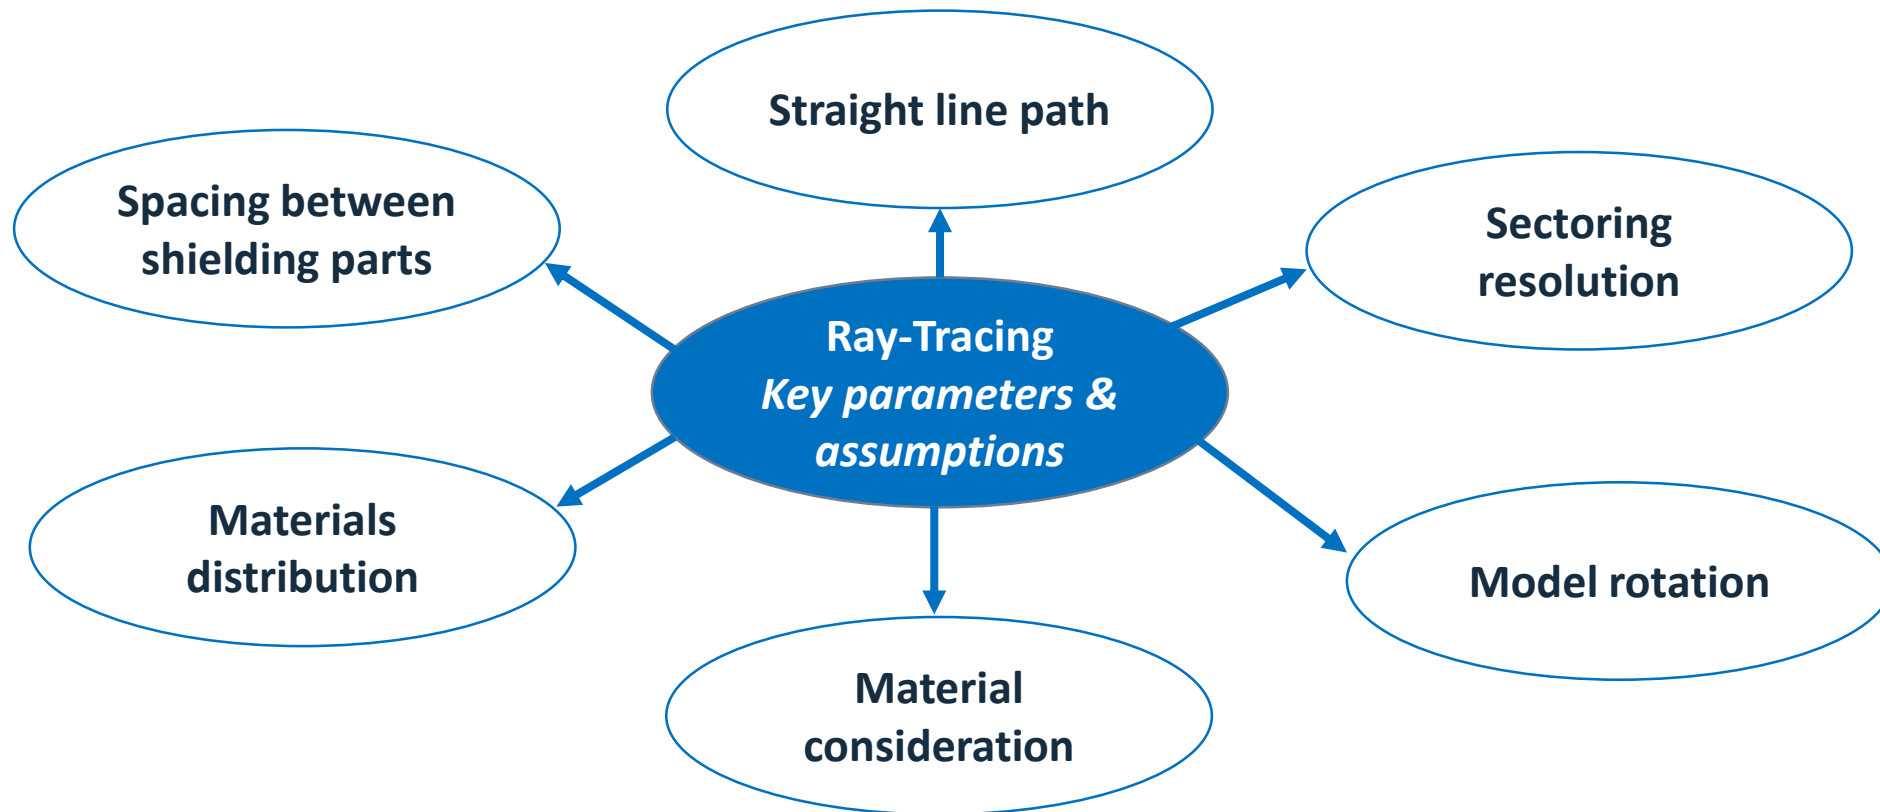 Straight line path
Spacing between
shielding parts
Sectoring
resolution
Ray-Tracing
Key parameters &
assumptions
Materials
distribution
Model rotation
Material
consideration